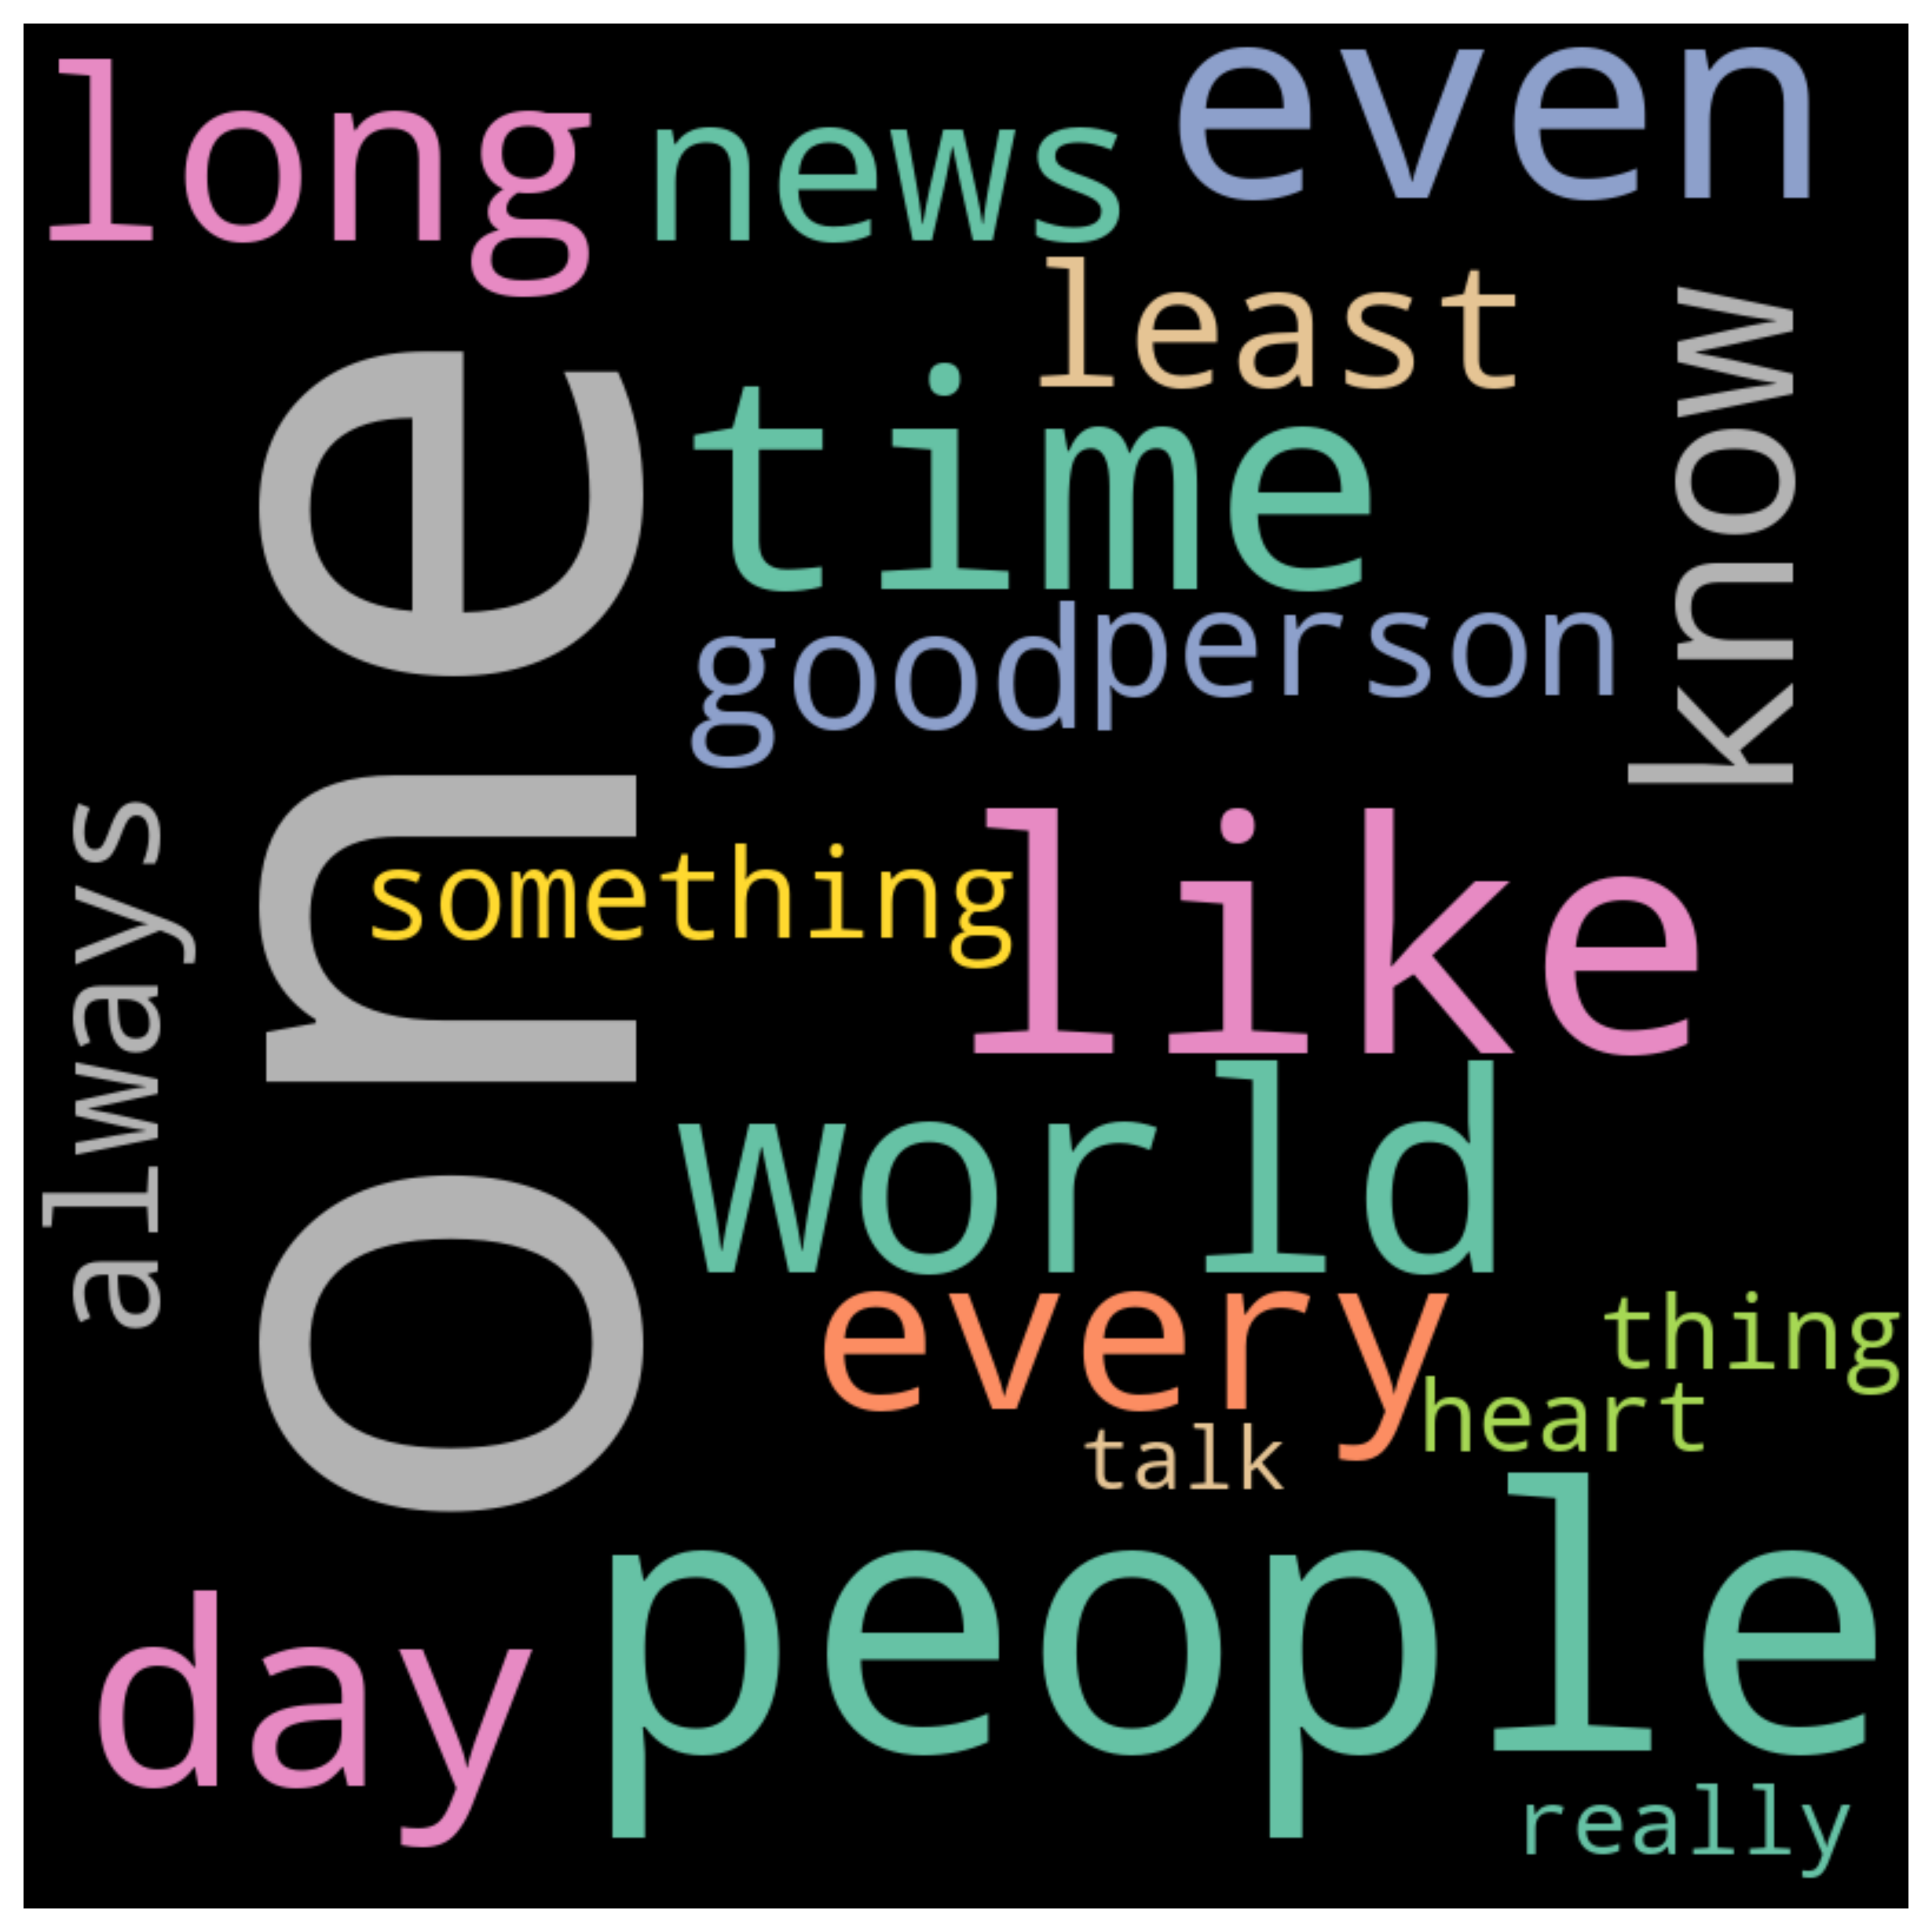 long news even
least
know
one
time
good person
always
something
like
world
every
thing
heart
talk
people
day
really